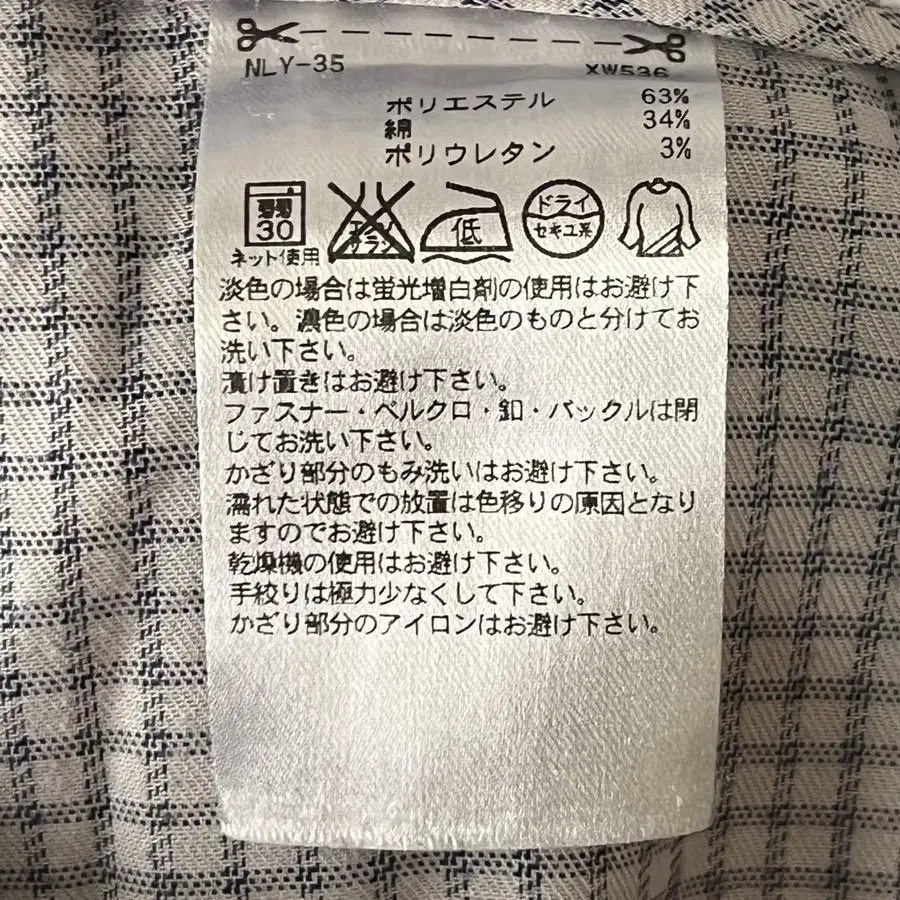 NLY-35
XW536
ポリエステル 63%
綿 34%
ポリウレタン 3%
弱 30
ネット使用
エンソ サラシ
低
ドライ
セキユ系
淡色の場合は蛍光増白剤の使用はお避け下
さい。濃色の場合は淡色のものと分けてお
洗い下さい。
漬け置きはお避け下さい。
ファスナー・ベルクロ・釦・バックルは閉
じてお洗い下さい。
かざり部分のもみ洗いはお避け下さい。
濡れた状態での放置は色移りの原因となり
ますのでお避け下さい。
乾燥機の使用はお避け下さい。
手絞りは極力少なくして下さい。
かざり部分のアイロンはお避け下さい。